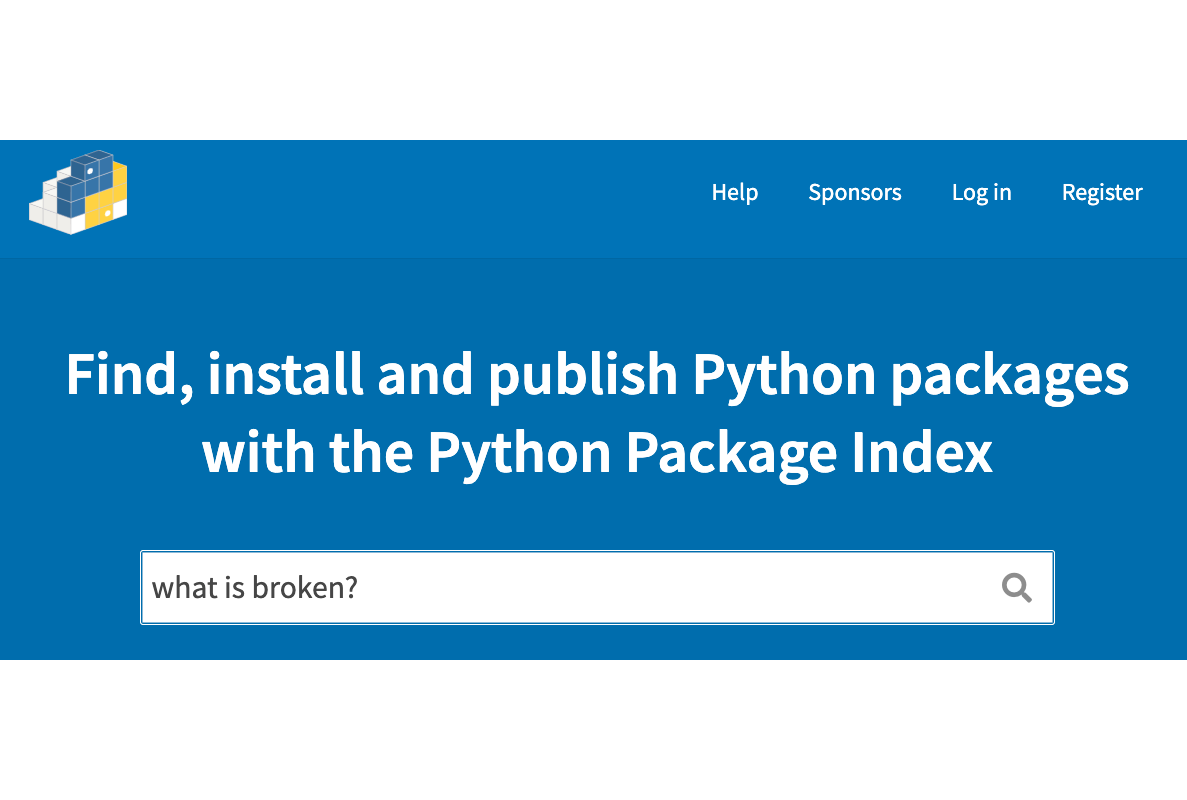 Help Sponsors Log in Register
Find, install and publish Python packages
with the Python Package Index
what is broken?